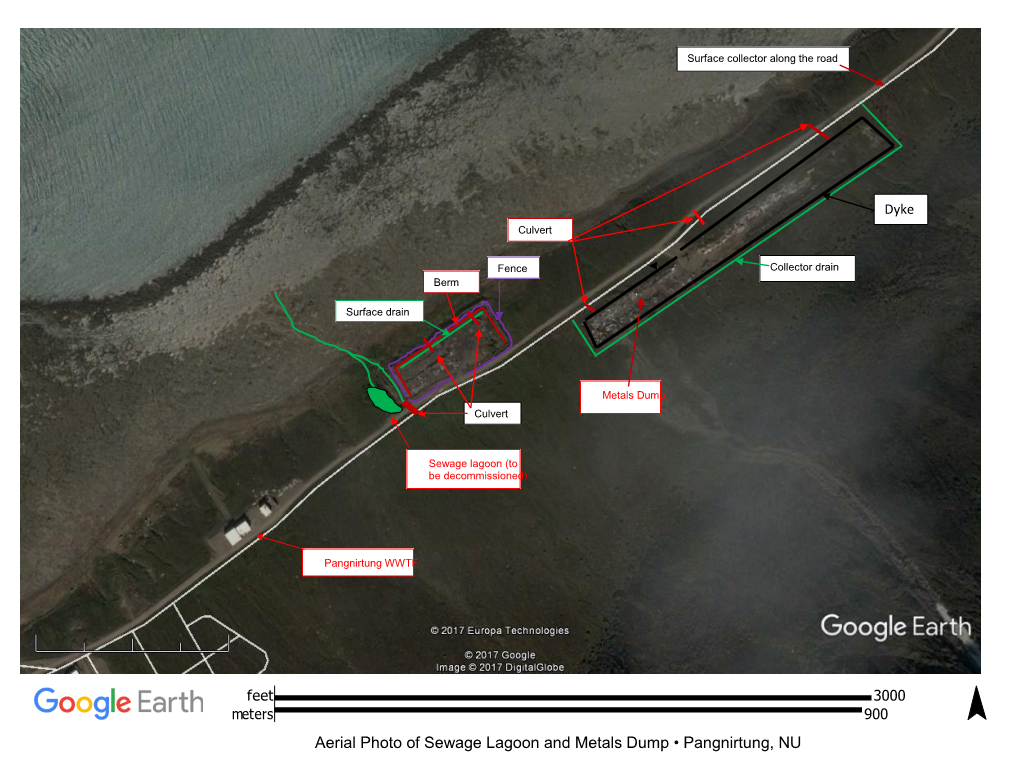 Surface collector along the road
Dyke
Culvert
Fence
Collector drain
Berm
Surface drain
Metals Dum
Culvert
Sewage lagoon (to
be decommissioned)
Pangnirtung WWT
© 2017 Europa Technologies
Google Earth
© 2017 Google
Image © 2017 DigitalGlobe
Google Earth
feet 3000
meters 900
Aerial Photo of Sewage Lagoon and Metals Dump • Pangnirtung, NU